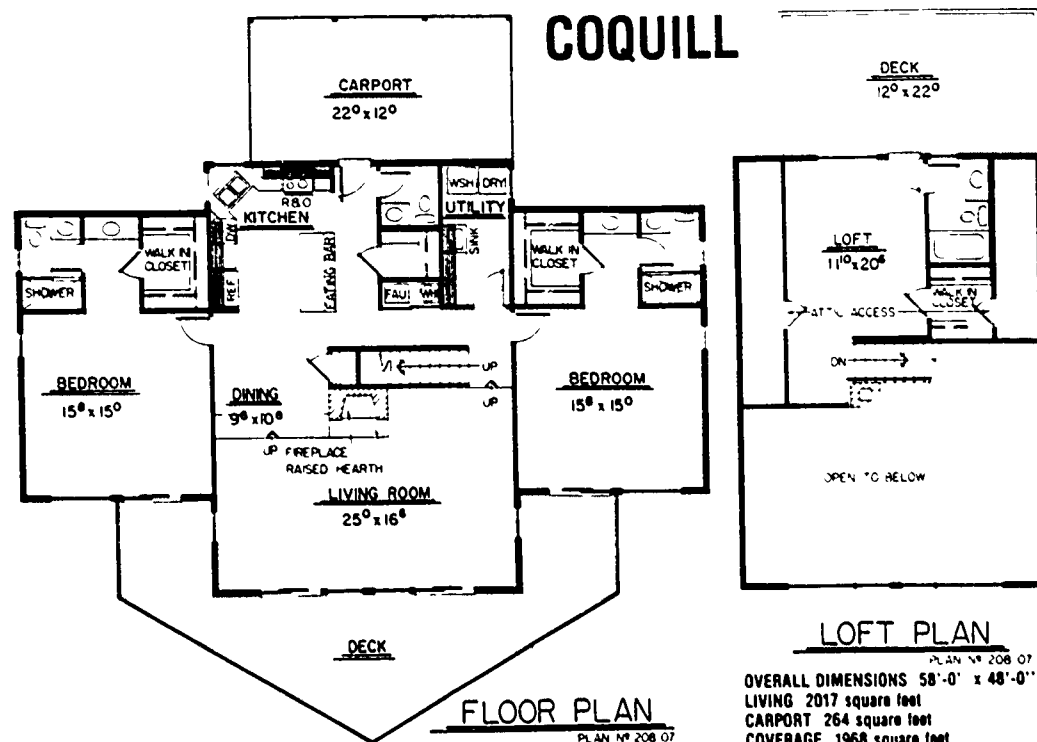 COQUILL
CARPORT
22⁰ x 12⁰
DECK
12⁰ x 22⁰
R&O
KITCHEN
DW
REF
EATING BAR
WSH DRY
UTILITY
SINK
FAU WH
WALK IN
CLOSET
SHOWER
WALK IN
CLOSET
SHOWER
BEDROOM
15⁶ x 15⁰
DINING
9⁶ x 10⁶
UP
UP
UP
BEDROOM
15⁶ x 15⁰
FIREPLACE
RAISED HEARTH
LIVING ROOM
25⁰ x 16⁶
DECK
FLOOR PLAN
PLAN Nº 208 07
LOFT
11¹⁰ x 20⁶
WALK IN
CLOSET
ATTIC ACCESS
DN
OPEN TO BELOW
LOFT PLAN
PLAN Nº 208 07
OVERALL DIMENSIONS 58'-0' x 48'-0''
LIVING 2017 square feet
CARPORT 264 square feet
COVERAGE 1968 square feet